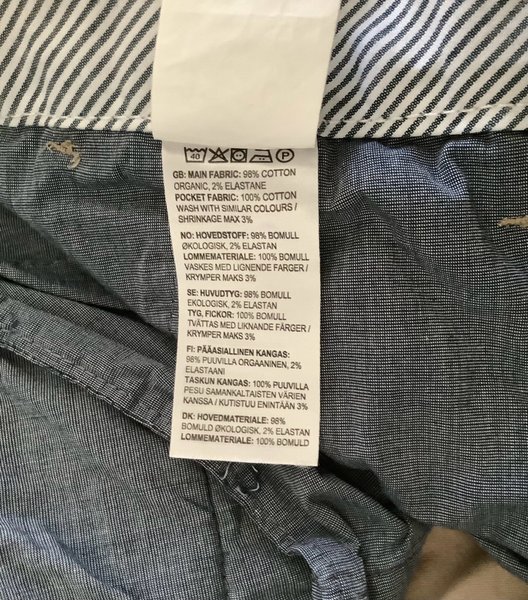 40 P
GB: MAIN FABRIC: 98% COTTON
ORGANIC, 2% ELASTANE
POCKET FABRIC: 100% COTTON
WASH WITH SIMILAR COLOURS /
SHRINKAGE MAX 3%
NO: HOVEDSTOFF: 98% BOMULL
ØKOLOGISK, 2% ELASTAN
LOMMEMATERIALE: 100% BOMULL
VASKES MED LIGNENDE FARGER /
KRYMPER MAKS 3%
SE: HUVUDTYG: 98% BOMULL
EKOLOGISK, 2% ELASTAN
TYG, FICKOR: 100% BOMULL
TVÄTTAS MED LIKNANDE FÄRGER /
KRYMPER MAKS 3%
FI: PÄÄASIALLINEN KANGAS:
98% PUUVILLA ORGAANINEN, 2%
ELASTAANI
TASKUN KANGAS: 100% PUUVILLA
PESU SAMANKALTAISTEN VÄRIEN
KANSSA / KUTISTUU ENINTÄÄN 3%
DK: HOVEDMATERIALE: 98%
BOMULD ØKOLOGISK, 2% ELASTAN
LOMMEMATERIALE: 100% BOMULD